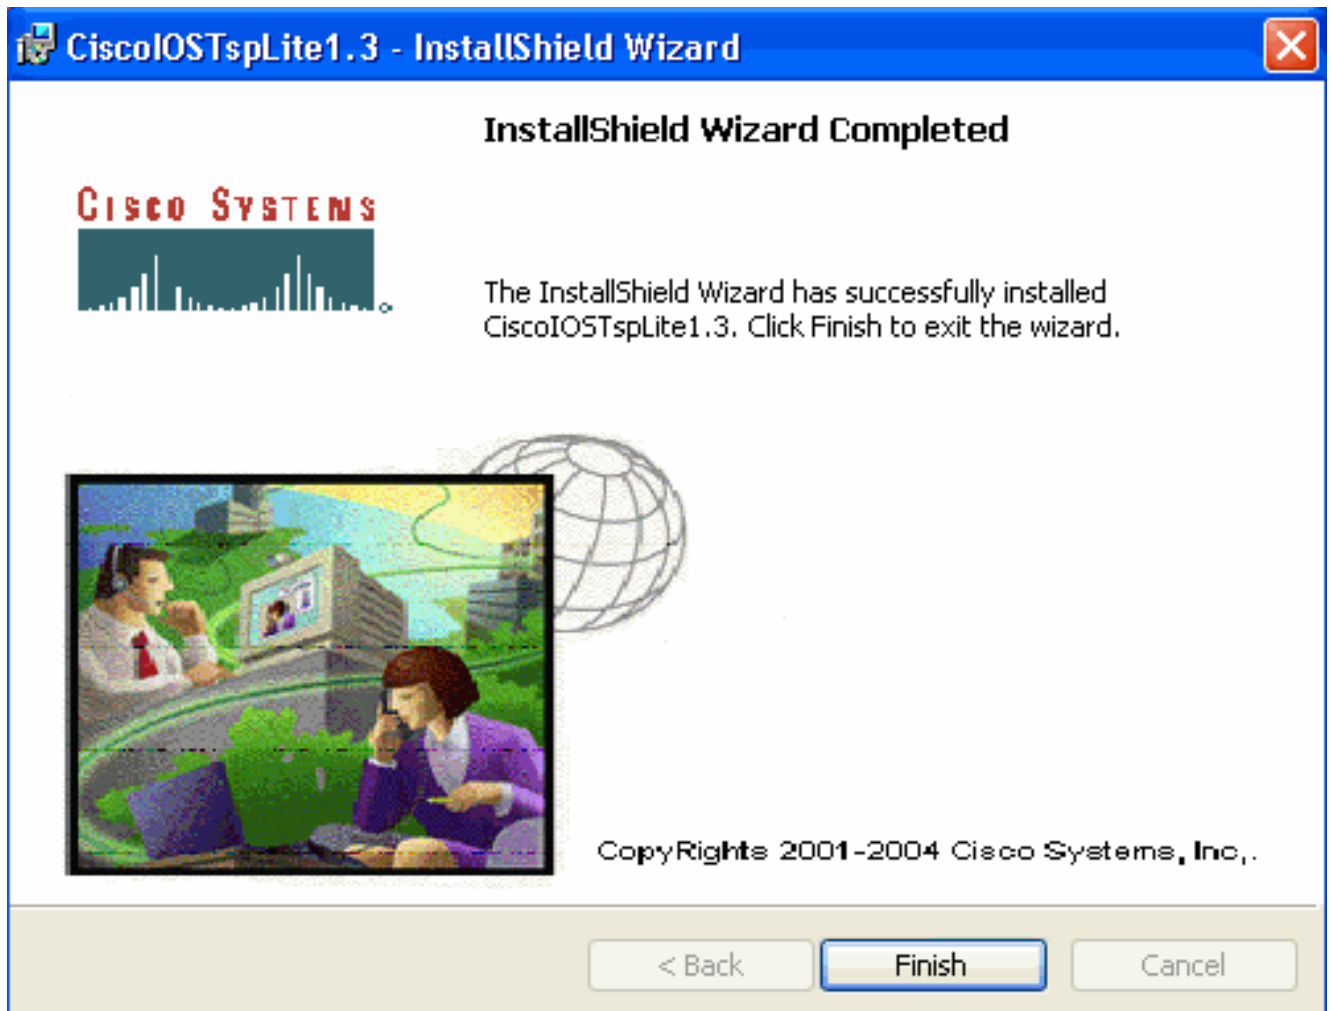 CiscoIOSTspLite1.3 - InstallShield Wizard
InstallShield Wizard Completed
CISCO SYSTEMS
The InstallShield Wizard has successfully installed
CiscoIOSTspLite1.3. Click Finish to exit the wizard.
CopyRights 2001-2004 Cisco Systems, Inc,.
< Back
Finish
Cancel